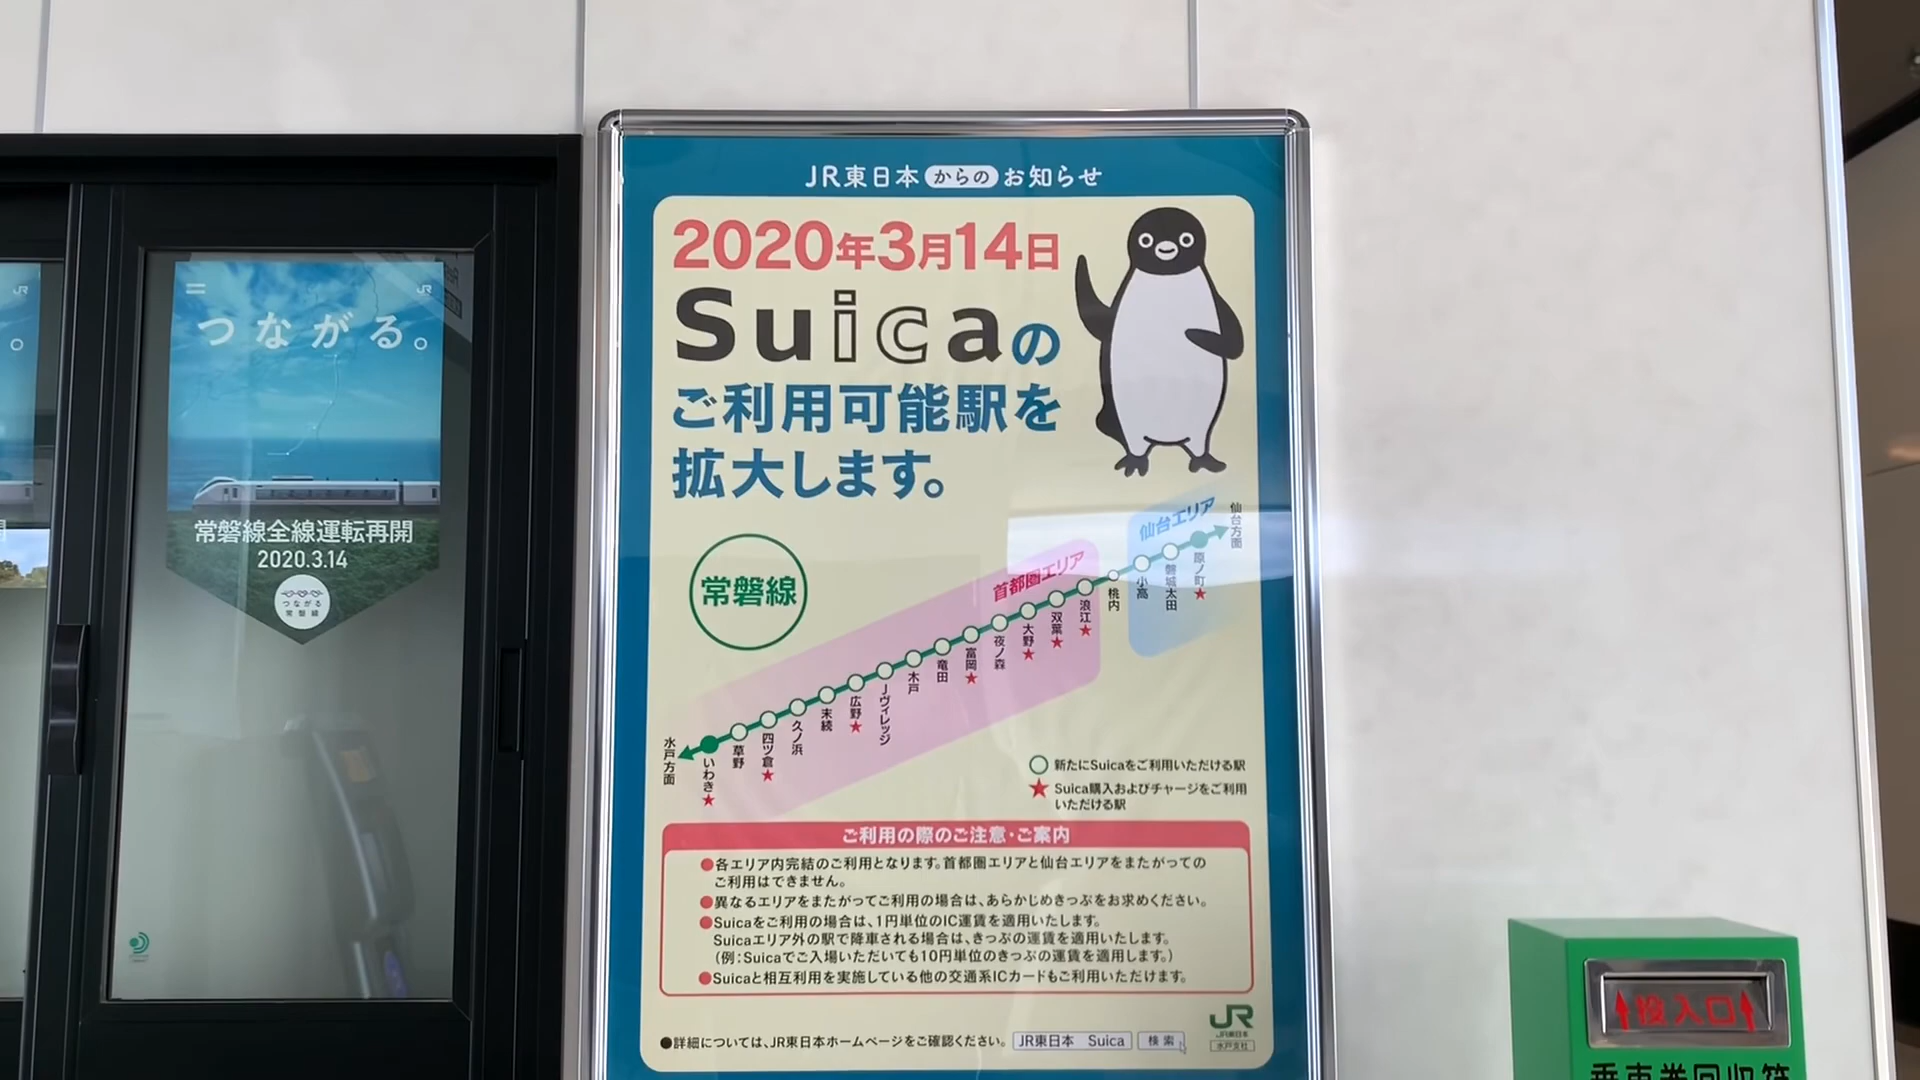 JR
つながる。
常磐線全線運転再開
2020.3.14
つながる
常磐線
JR東日本からのお知らせ
2020年3月14日
Suicaの
ご利用可能駅を
拡大します。
常磐線
首都圏エリア
仙台エリア
仙台方面
水戸方面
いわき★
草野
四ツ倉★
久ノ浜
末続
広野★
Jヴィレッジ
木戸
竜田
富岡★
夜ノ森
大野★
双葉★
浪江★
桃内
小高
磐城太田
原ノ町★
新たにSuicaをご利用いただける駅
★Suica購入およびチャージをご利用
いただける駅
ご利用の際のご注意・ご案内
●各エリア内完結のご利用となります。首都圏エリアと仙台エリアをまたがっての
ご利用はできません。
●異なるエリアをまたがってご利用の場合は、あらかじめきっぷをお求めください。
●Suicaをご利用の場合は、1円単位のIC運賃を適用いたします。
Suicaエリア外の駅で降車される場合は、きっぷの運賃を適用いたします。
(例:Suicaでご入場いただいても10円単位のきっぷの運賃を適用します。)
●Suicaと相互利用を実施している他の交通系ICカードもご利用いただけます。
●詳細については、JR東日本ホームページをご確認ください。 JR東日本 Suica 検索
JR
JR東日本
水戸支社
投入口
乗車券回収箱